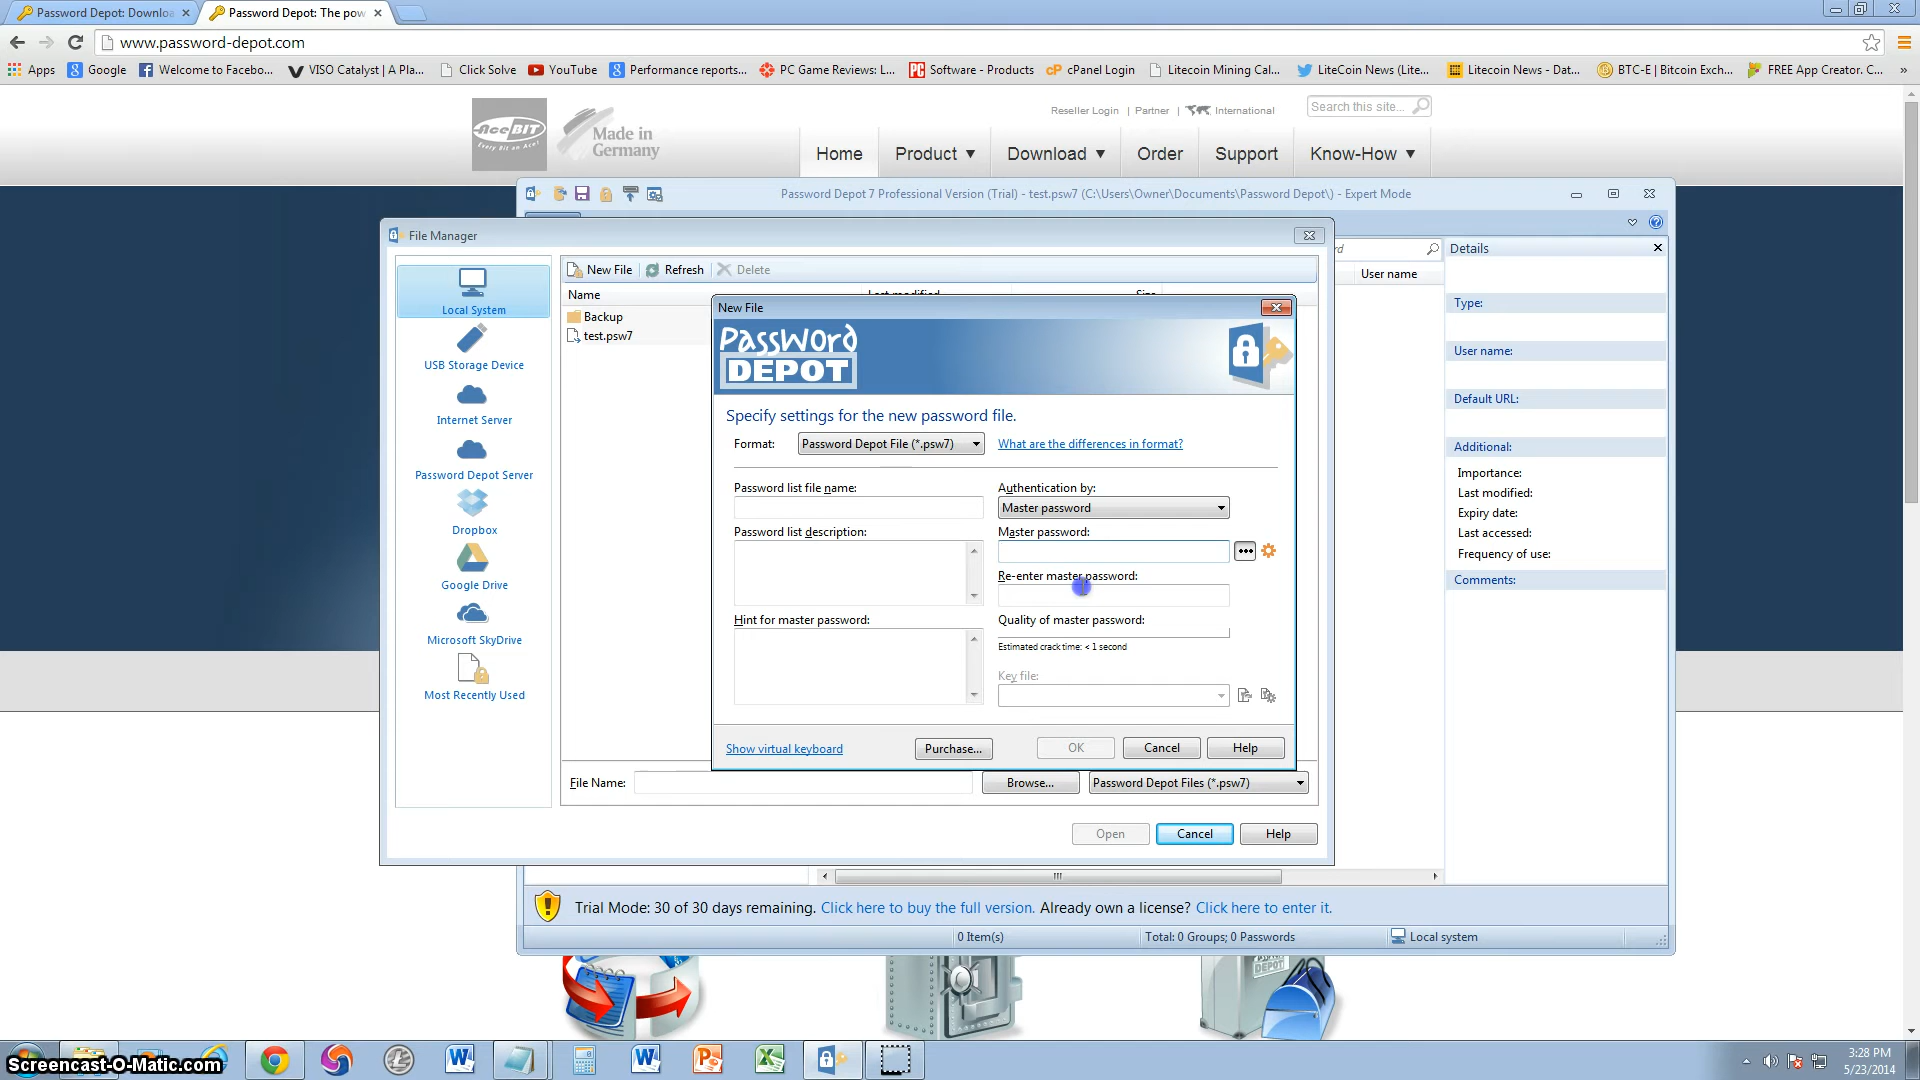 Password Depot: Downloa
Password Depot: The pow
www.password-depot.com
Apps Google Welcome to Facebo... VISO Catalyst | A Pla... Click Solve YouTube Performance reports... PC Game Reviews: L... Software - Products cPanel Login Litecoin Mining Cal... LiteCoin News (Lite... Litecoin News - Dat... BTC-E | Bitcoin Exch... FREE App Creator. C... »
AceBIT
Every Bit an Ace!
Made in
Germany
Reseller Login | Partner | International
Search this site...
Home Product Download Order Support Know-How
Password Depot 7 Professional Version (Trial) - test.psw7 (C:\Users\Owner\Documents\Password Depot\) - Expert Mode
File Manager
Local System
USB Storage Device
Internet Server
Password Depot Server
Dropbox
Google Drive
Microsoft SkyDrive
Most Recently Used
New File Refresh Delete
Name Last modified Size
Backup
test.psw7
New File
PassWord
DEPOT
Specify settings for the new password file.
Format: Password Depot File (*.psw7) What are the differences in format?
Password list file name: Authentication by:
Master password
Password list description: Master password:
Re-enter master password:
Hint for master password: Quality of master password:
Estimated crack time: < 1 second
Key file:
Show virtual keyboard Purchase... OK Cancel Help
File Name: Browse... Password Depot Files (*.psw7)
Open Cancel Help
User name
Details
Type:
User name:
Default URL:
Additional:
Importance:
Last modified:
Expiry date:
Last accessed:
Frequency of use:
Comments:
Trial Mode: 30 of 30 days remaining. Click here to buy the full version. Already own a license? Click here to enter it.
0 Item(s) Total: 0 Groups; 0 Passwords Local system
DEPOT
Screencast-O-Matic.com
3:28 PM
5/23/2014